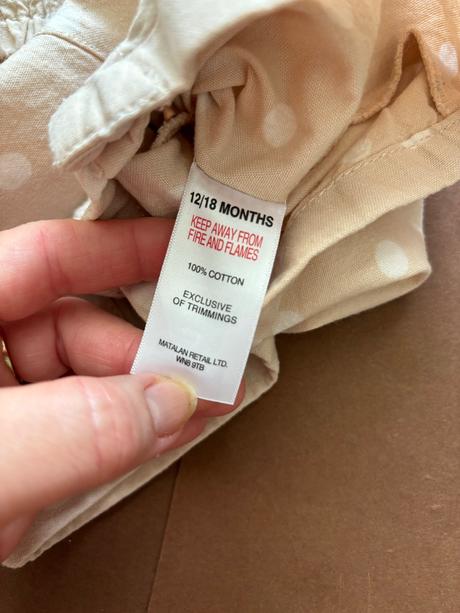 12/18 MONTHS
KEEP AWAY FROM
FIRE AND FLAMES
100% COTTON
EXCLUSIVE
OF TRIMMINGS
MATALAN RETAIL LTD.
WN8 9TB